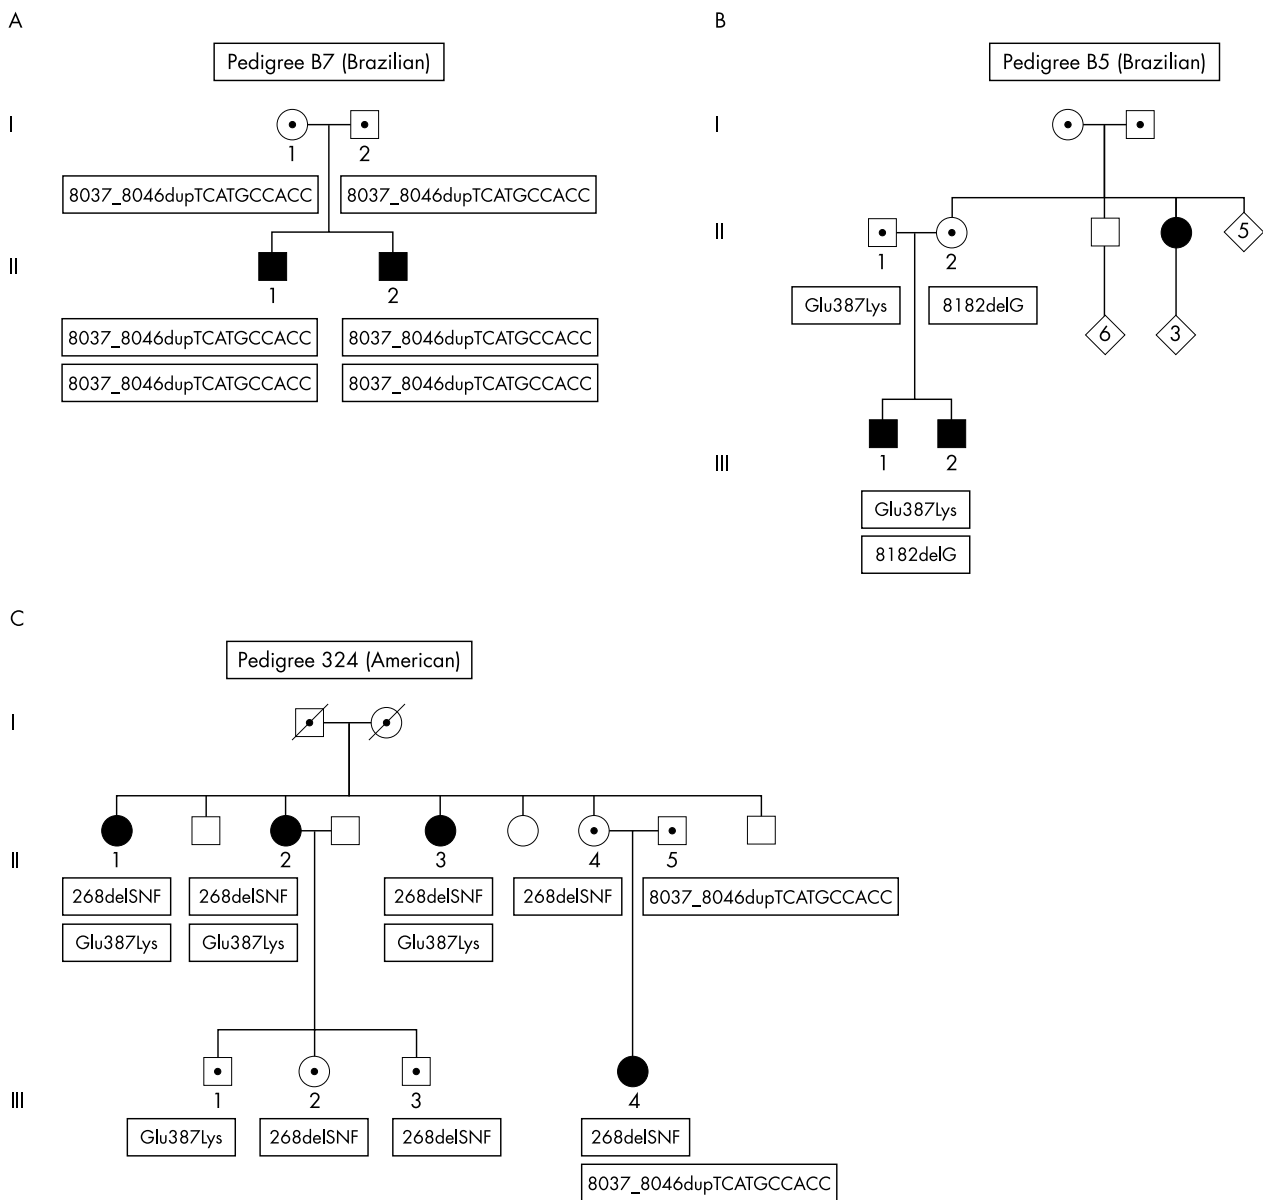 A
Pedigree B7 (Brazilian)
I
1 2
8037_8046dupTCATGCCACC 8037_8046dupTCATGCCACC
II
1 2
8037_8046dupTCATGCCACC 8037_8046dupTCATGCCACC
8037_8046dupTCATGCCACC 8037_8046dupTCATGCCACC
B
Pedigree B5 (Brazilian)
I
II
5
1 2
Glu387Lys 8182delG
6 3
III
1 2
Glu387Lys
8182delG
C
Pedigree 324 (American)
I
II
1 2 3 4 5
268delSNF 268delSNF 268delSNF 268delSNF 8037_8046dupTCATGCCACC
Glu387Lys Glu387Lys Glu387Lys
III
1 2 3 4
Glu387Lys 268delSNF 268delSNF 268delSNF
8037_8046dupTCATGCCACC